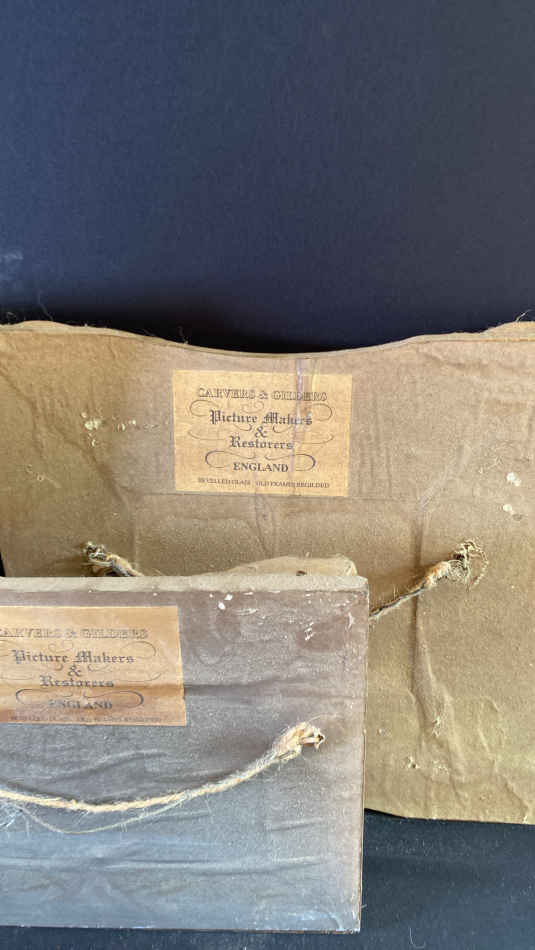 CARVERS & GILDERS
Picture Makers
&
Restorers
ENGLAND
BEVELLED GLASS OLD FRAMES REGILDED
CARVERS & GILDERS
Picture Makers
&
Restorers
ENGLAND